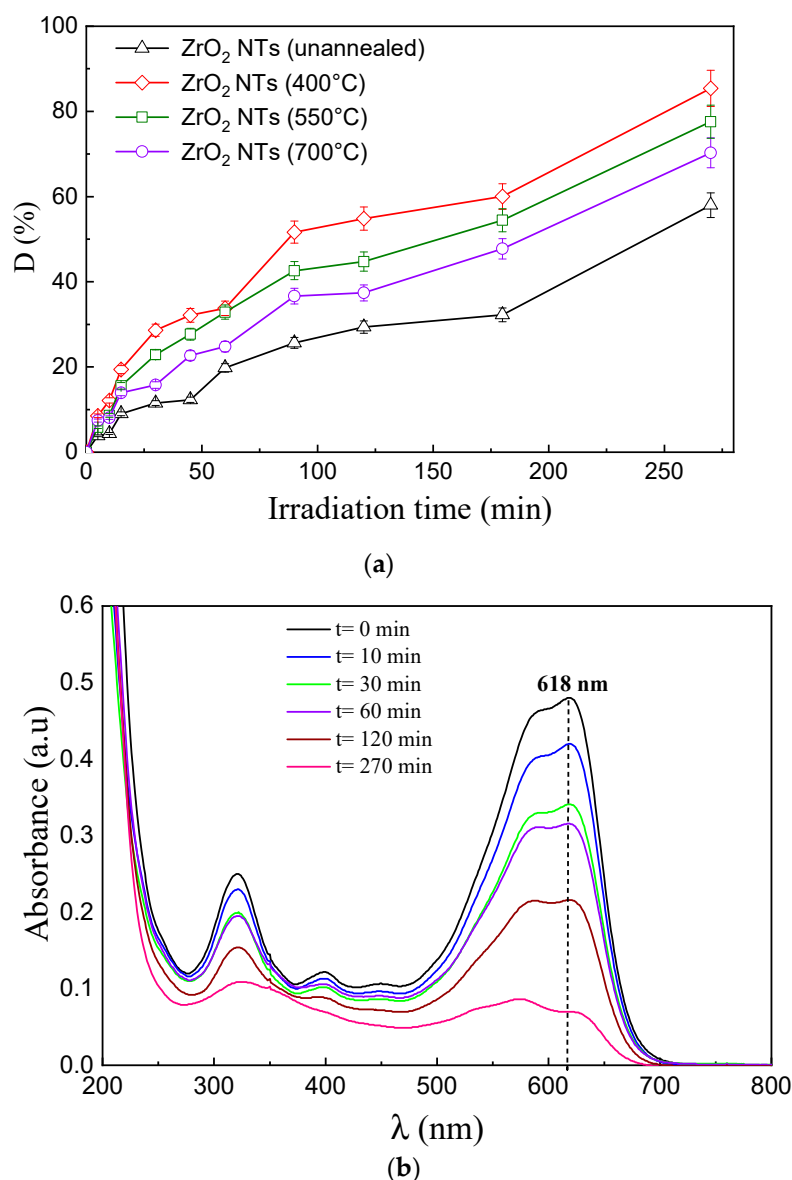 100
80
60
40
20
0
D (%)
ZrO₂ NTs (unannealed)
ZrO₂ NTs (400°C)
ZrO₂ NTs (550°C)
ZrO₂ NTs (700°C)
0 50 100 150 200 250
Irradiation time (min)
(a)
0.6
0.5
0.4
0.3
0.2
0.1
0.0
Absorbance (a.u)
t= 0 min
t= 10 min
t= 30 min
t= 60 min
t= 120 min
t= 270 min
618 nm
200 300 400 500 600 700 800
λ (nm)
(b)